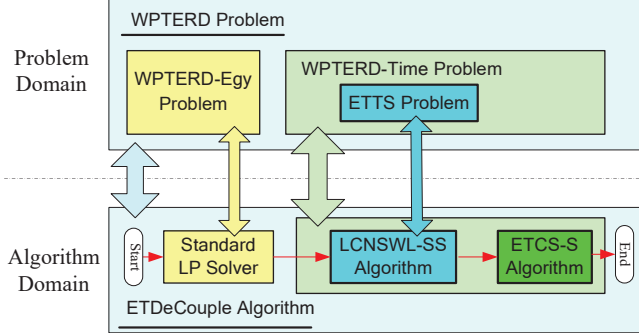 WPTERD Problem
Problem
Domain
WPTERD-Egy
Problem
WPTERD-Time Problem
ETTS Problem
Algorithm
Domain
Start
Standard
LP Solver
LCNSWL-SS
Algorithm
ETCS-S
Algorithm
End
ETDeCouple Algorithm